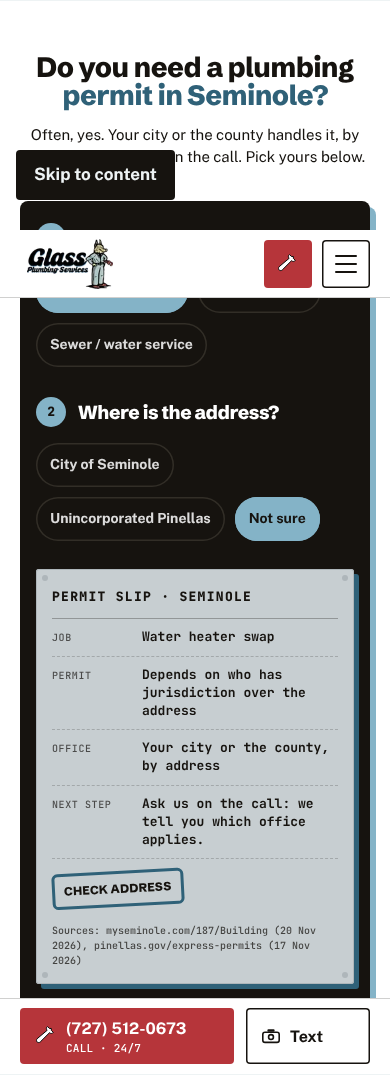 Do you need a plumbing
permit in Seminole?
Often, yes. Your city or the county handles it, by
n the call. Pick yours below.
Skip to content
Glass
Plumbing Services
Sewer / water service
2 Where is the address?
City of Seminole
Unincorporated Pinellas
Not sure
PERMIT SLIP · SEMINOLE
JOB Water heater swap
PERMIT Depends on who has
jurisdiction over the
address
OFFICE Your city or the county,
by address
NEXT STEP Ask us on the call: we
tell you which office
applies.
CHECK ADDRESS
Sources: myseminole.com/187/Building (20 Nov
2026), pinellas.gov/express-permits (17 Nov
2026)
(727) 512-0673
CALL · 24/7
Text